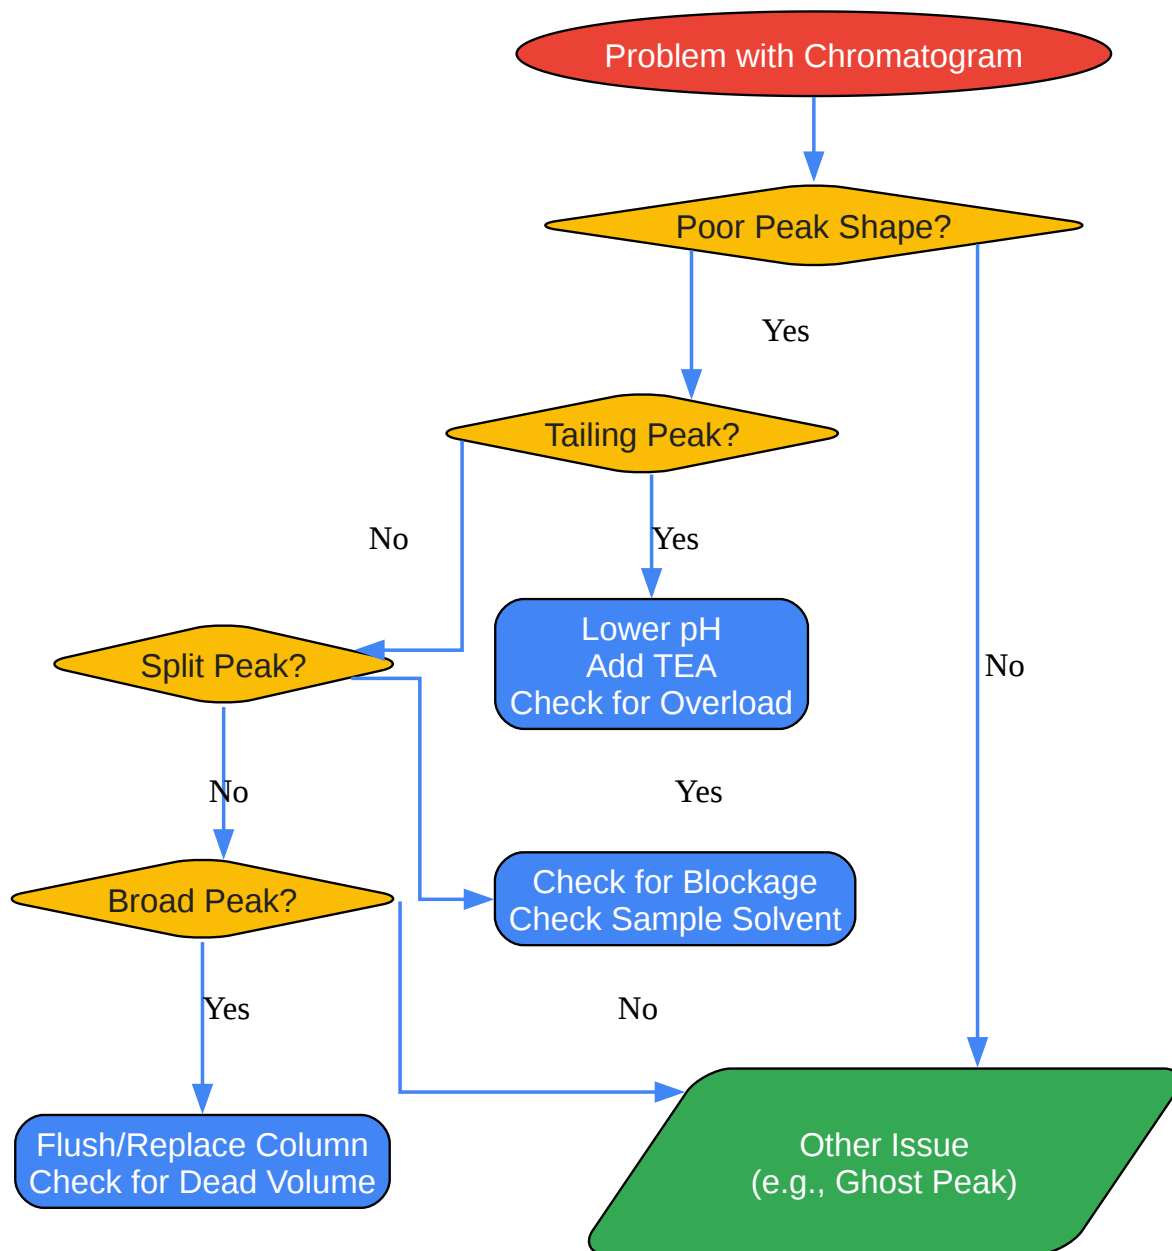 Problem with Chromatogram
Poor Peak Shape?
Yes
Tailing Peak?
No
Yes
Lower pH
Add TEA
Check for Overload
Split Peak?
No
No
Yes
Check for Blockage
Check Sample Solvent
Broad Peak?
Yes
No
Flush/Replace Column
Check for Dead Volume
Other Issue
(e.g., Ghost Peak)